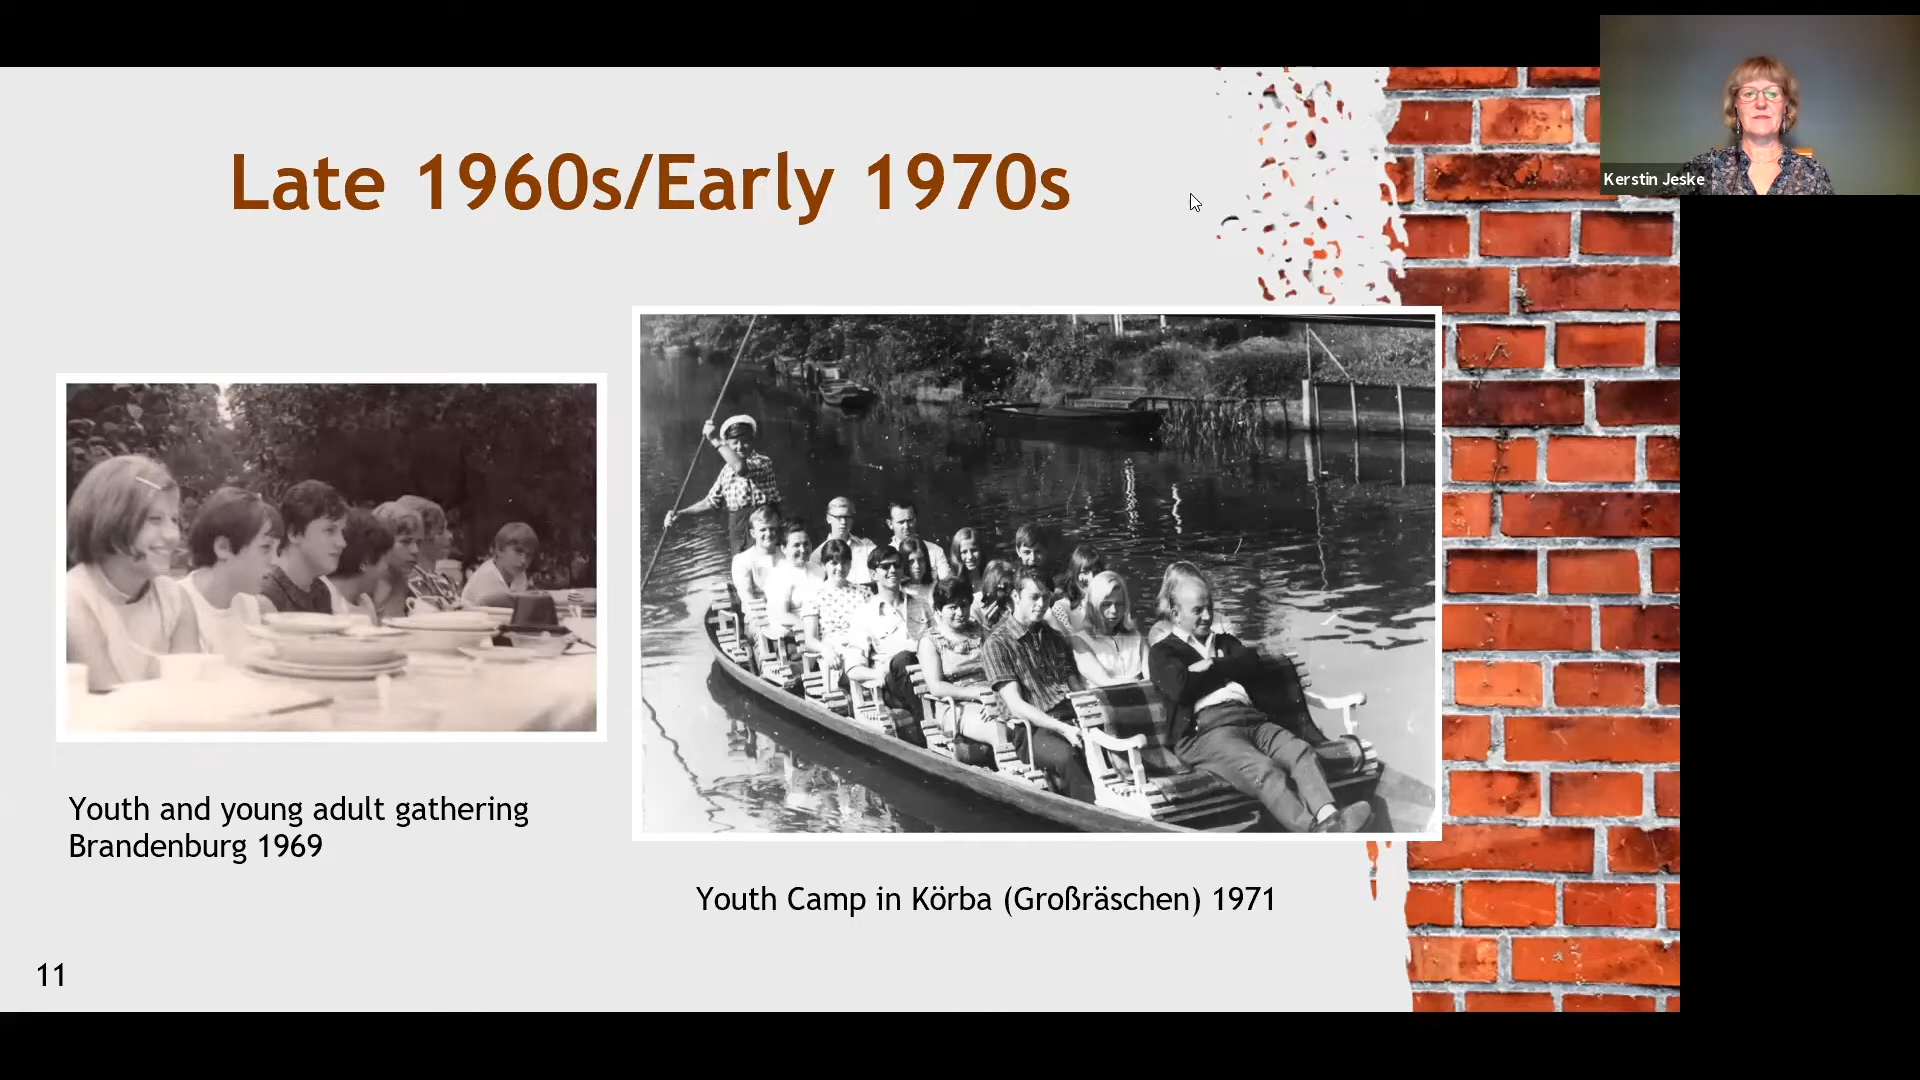 Late 1960s/Early 1970s
Kerstin Jeske
Youth and young adult gathering
Brandenburg 1969
Youth Camp in Körba (Großräschen) 1971
11